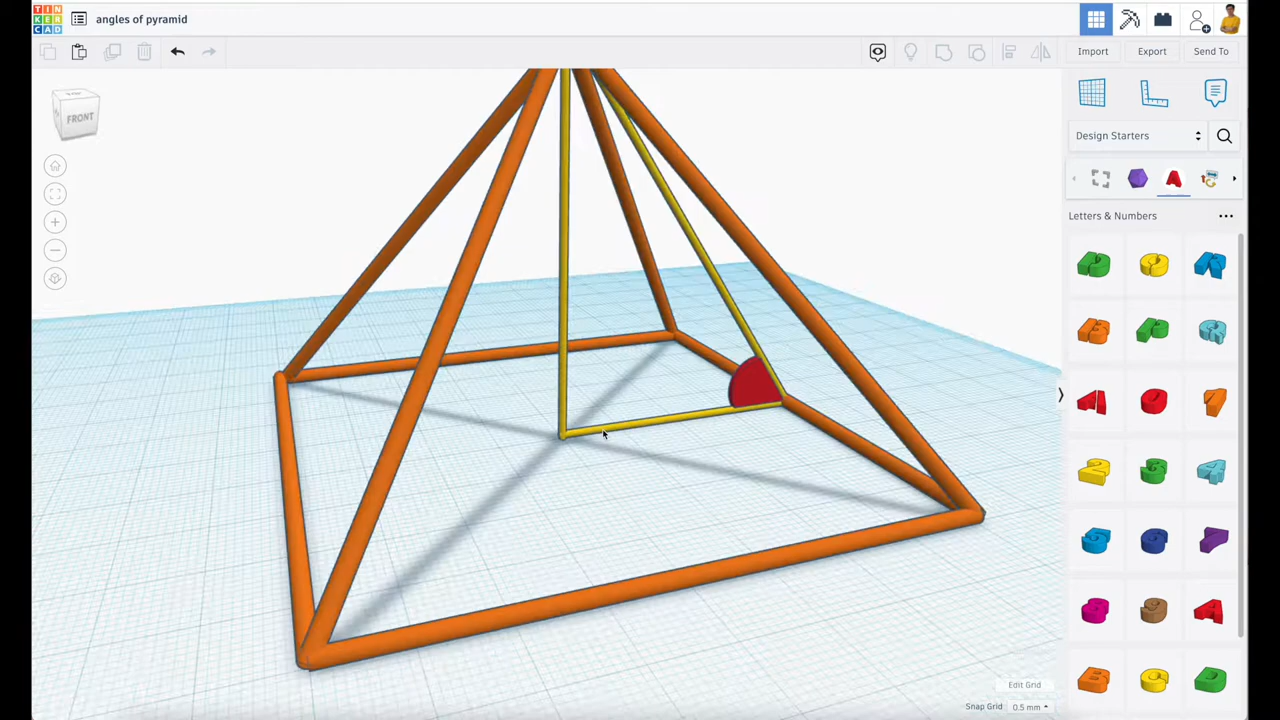 TIN
KER
CAD
angles of pyramid
Import
Export
Send To
TOP
FRONT
Design Starters
Letters & Numbers
Edit Grid
Snap Grid 0.5 mm